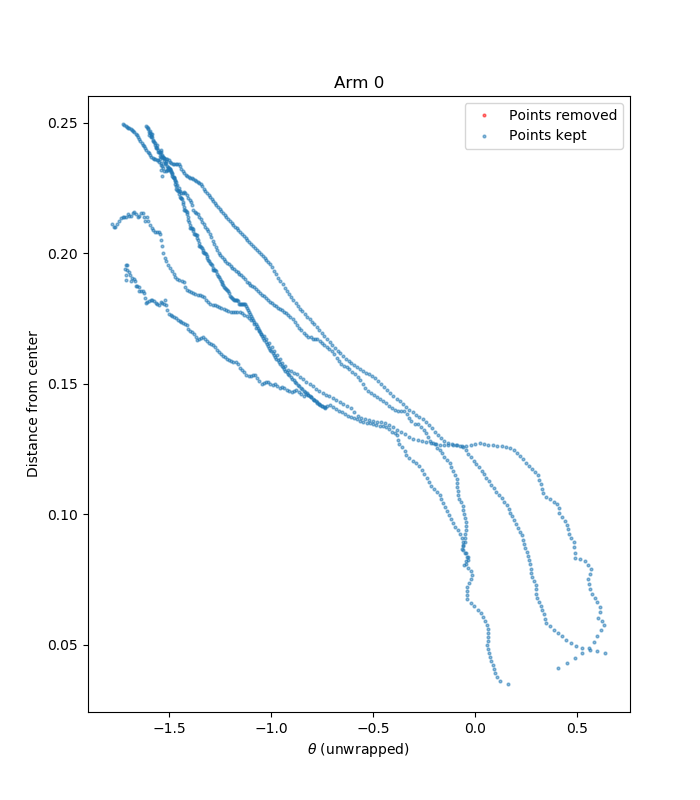 Arm 0
Points removed
Points kept
0.25
0.20
0.15
0.10
0.05
Distance from center
−1.5
−1.0
−0.5
0.0
0.5
θ (unwrapped)